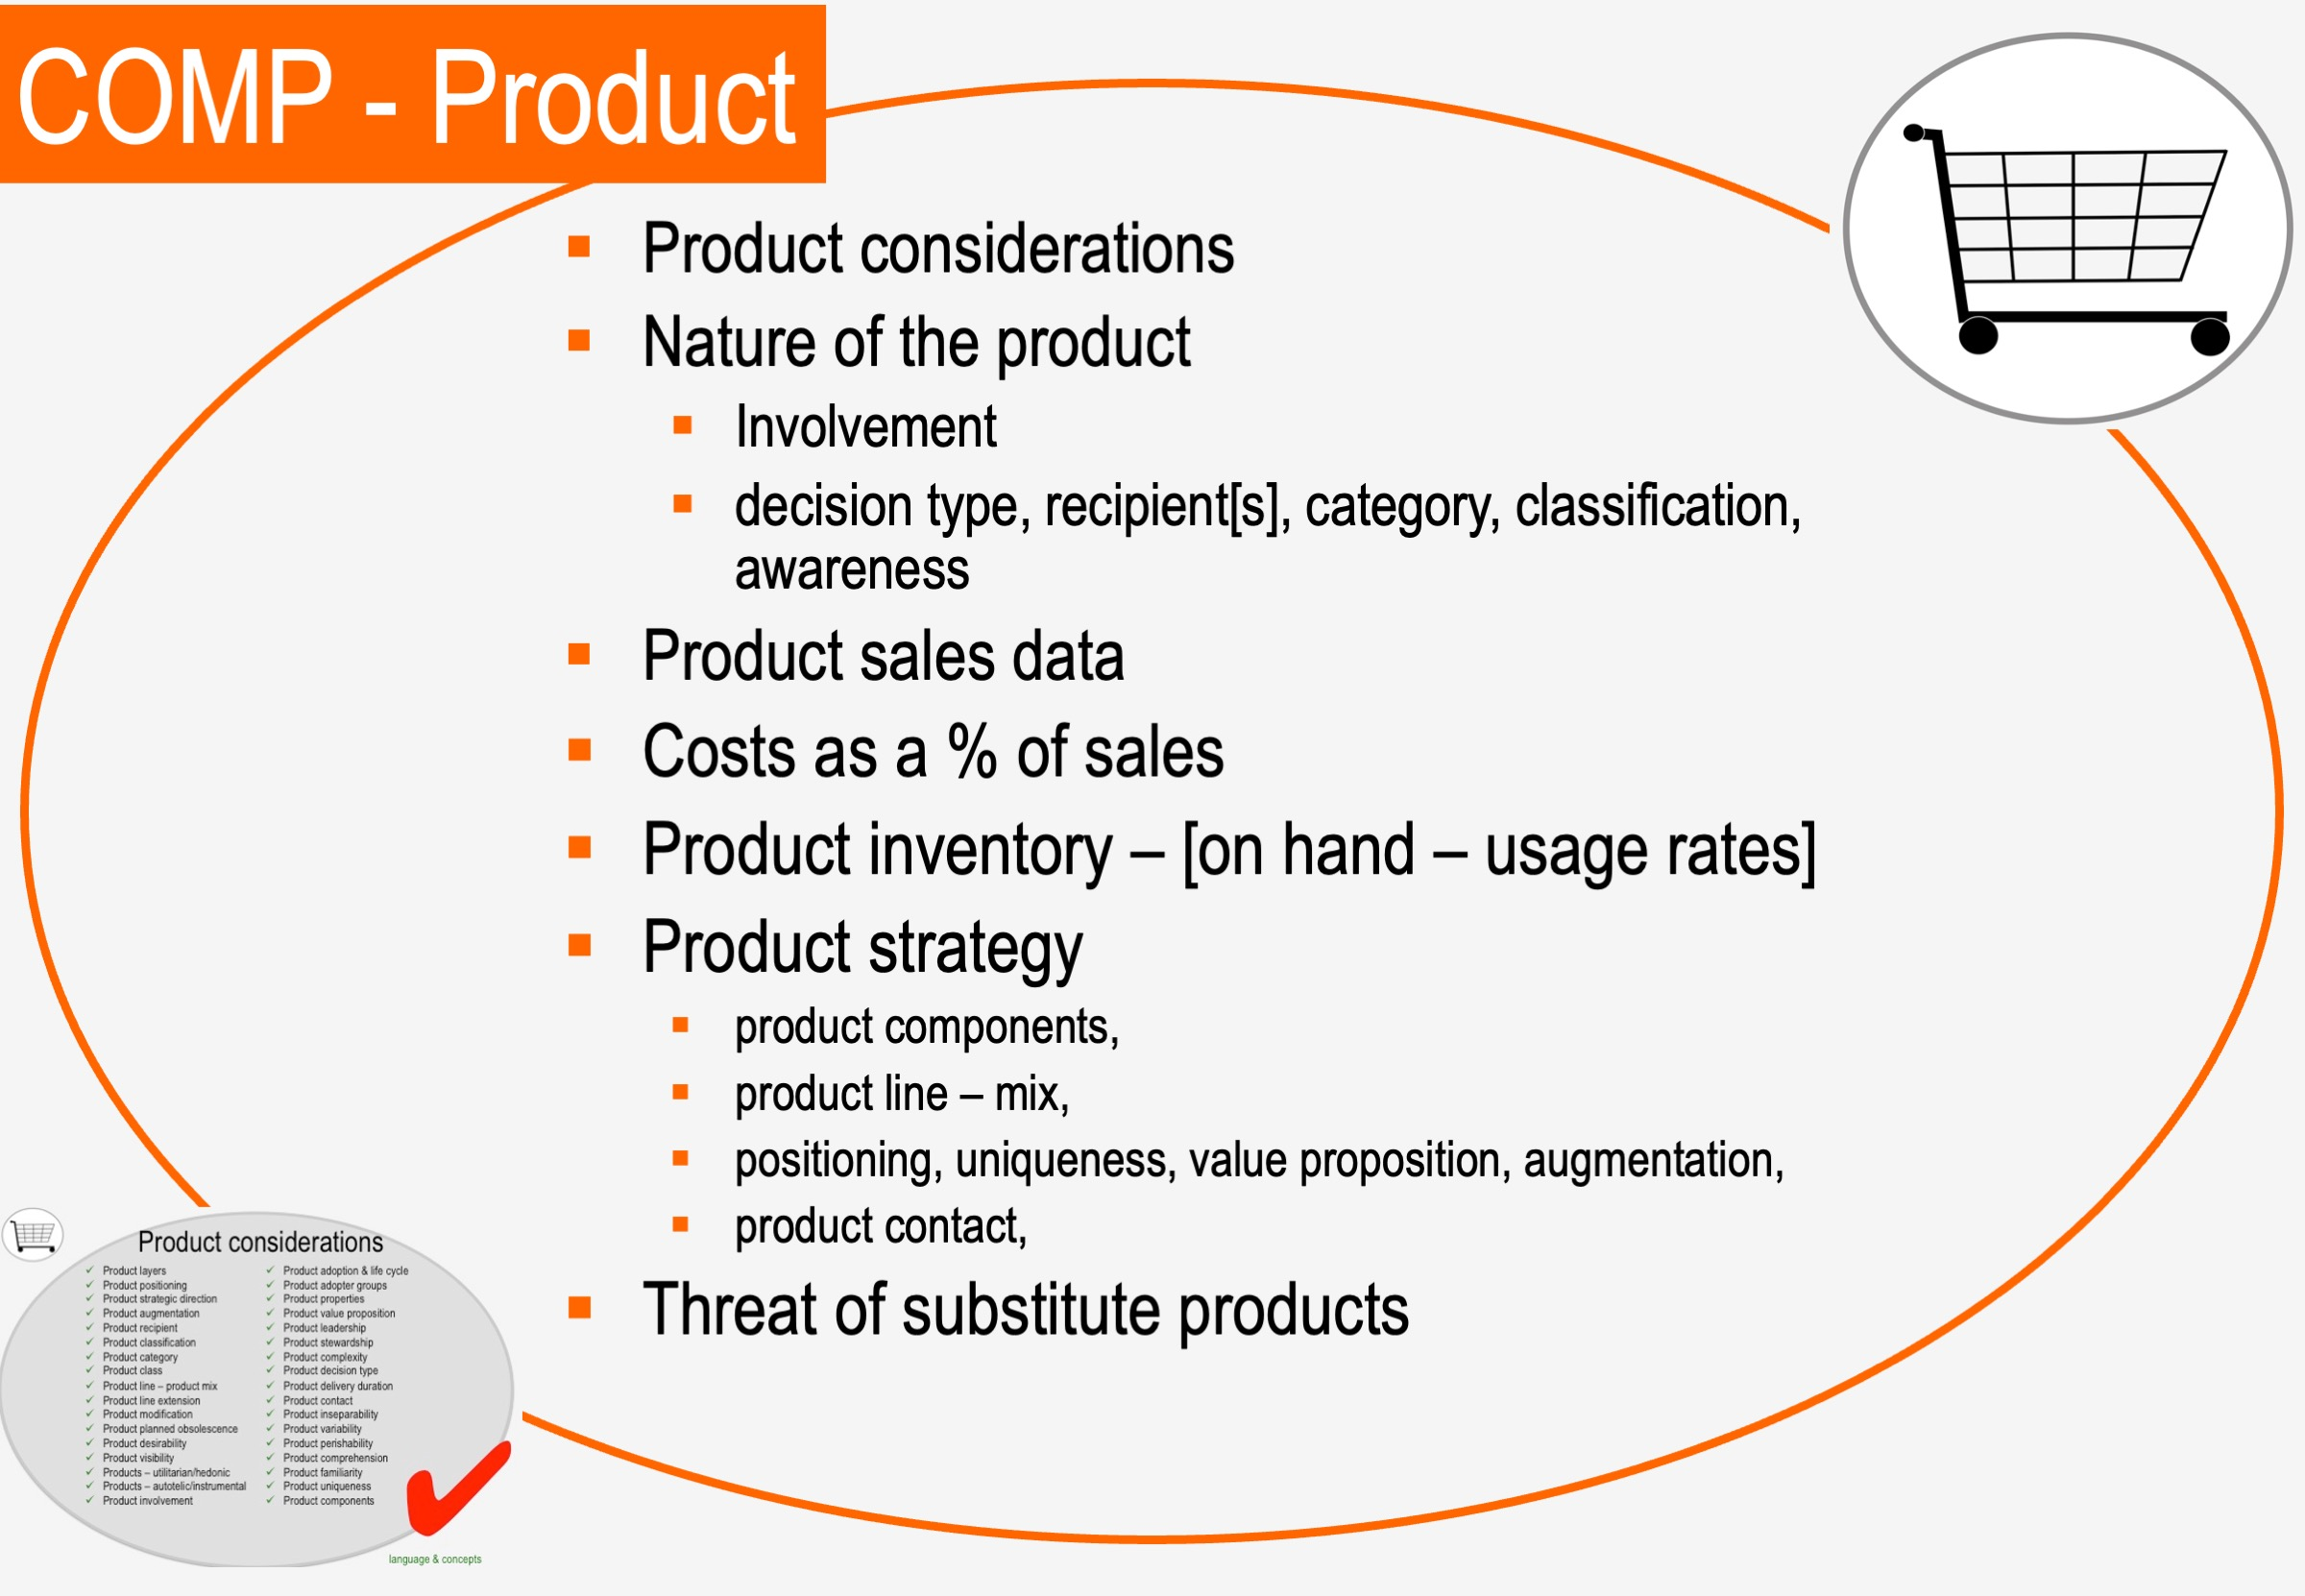 COMP - Product
Product considerations
Nature of the product
Involvement
decision type, recipient[s], category, classification,
awareness
Product sales data
Costs as a % of sales
Product inventory – [on hand – usage rates]
Product strategy
product components,
product line – mix,
positioning, uniqueness, value proposition, augmentation,
product contact,
Threat of substitute products
Product considerations
Product layers
Product positioning
Product strategic direction
Product augmentation
Product recipient
Product classification
Product category
Product class
Product line – product mix
Product line extension
Product modification
Product planned obsolescence
Product desirability
Product visibility
Products – utilitarian/hedonic
Products – autotelic/instrumental
Product involvement
Product adoption & life cycle
Product adopter groups
Product properties
Product value proposition
Product leadership
Product stewardship
Product complexity
Product decision type
Product delivery duration
Product contact
Product inseparability
Product variability
Product perishability
Product comprehension
Product familiarity
Product uniqueness
Product components
language & concepts